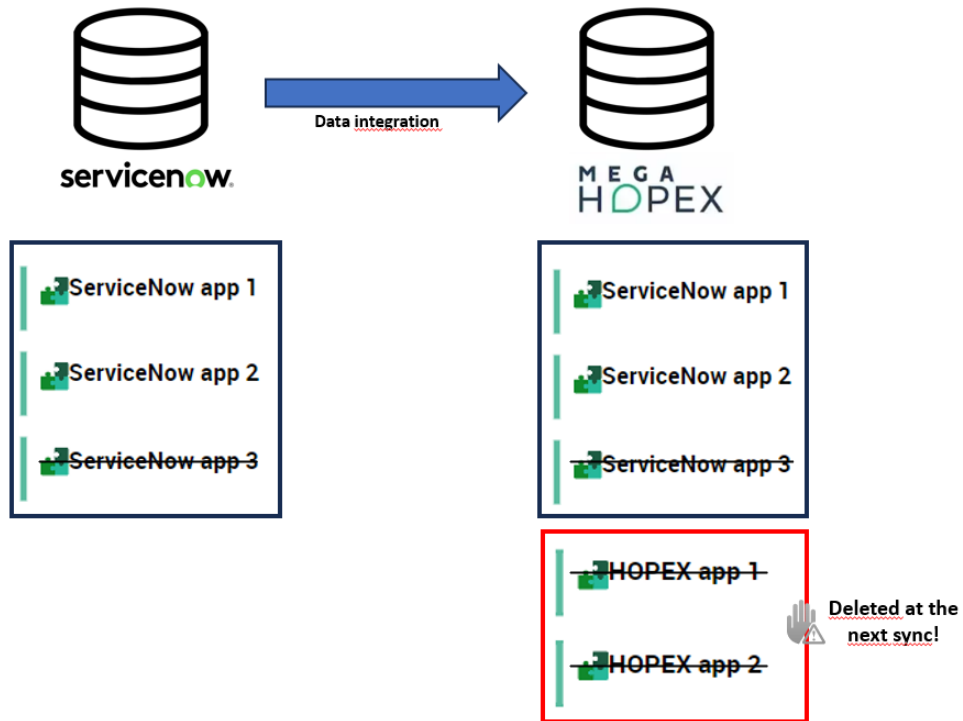 Data integration
servicenow.
MEGA
HOPEX
ServiceNow app 1
ServiceNow app 2
ServiceNow app 3
ServiceNow app 1
ServiceNow app 2
ServiceNow app 3
HOPEX app 1
HOPEX app 2
Deleted at the
next sync!